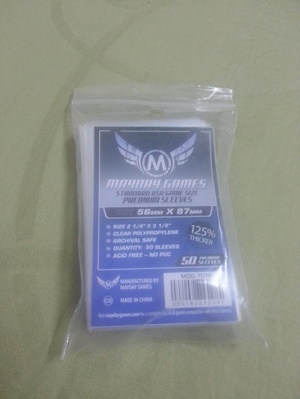 M
MAYDAY GAMES
STANDARD USA GAME SIZE
PREMIUM SLEEVES
56MM X 87MM
SIZE 2 1/4" X 3 1/2"
CLEAR POLYPROPYLENE
ARCHIVAL SAFE
QUANTITY: 50 SLEEVES
ACID FREE - NO PVC
125%
THICKER
50
SLEEVES
MANUFACTURED BY
MAYDAY GAMES
MADE IN CHINA